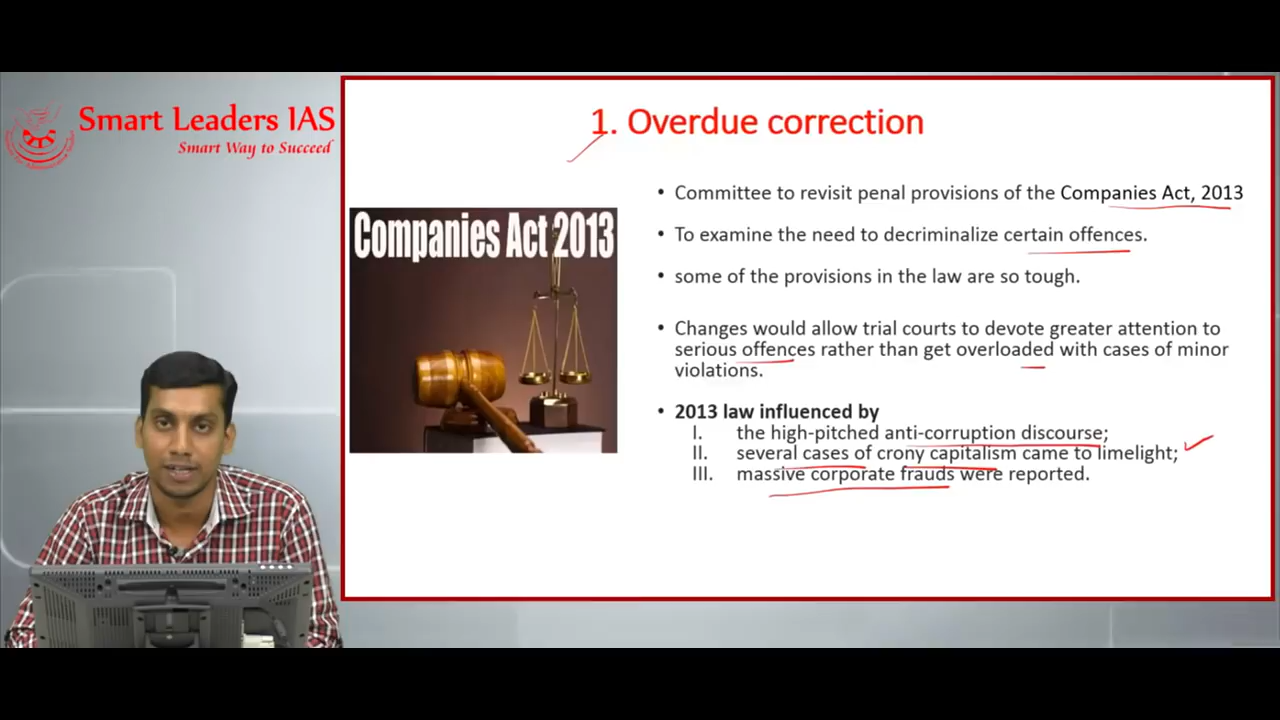 Smart Leaders IAS
Smart Way to Succeed
1. Overdue correction
Companies Act 2013
• Committee to revisit penal provisions of the Companies Act, 2013
• To examine the need to decriminalize certain offences.
• some of the provisions in the law are so tough.
• Changes would allow trial courts to devote greater attention to
serious offences rather than get overloaded with cases of minor
violations.
• 2013 law influenced by
I. the high-pitched anti-corruption discourse;
II. several cases of crony capitalism came to limelight;
III. massive corporate frauds were reported.